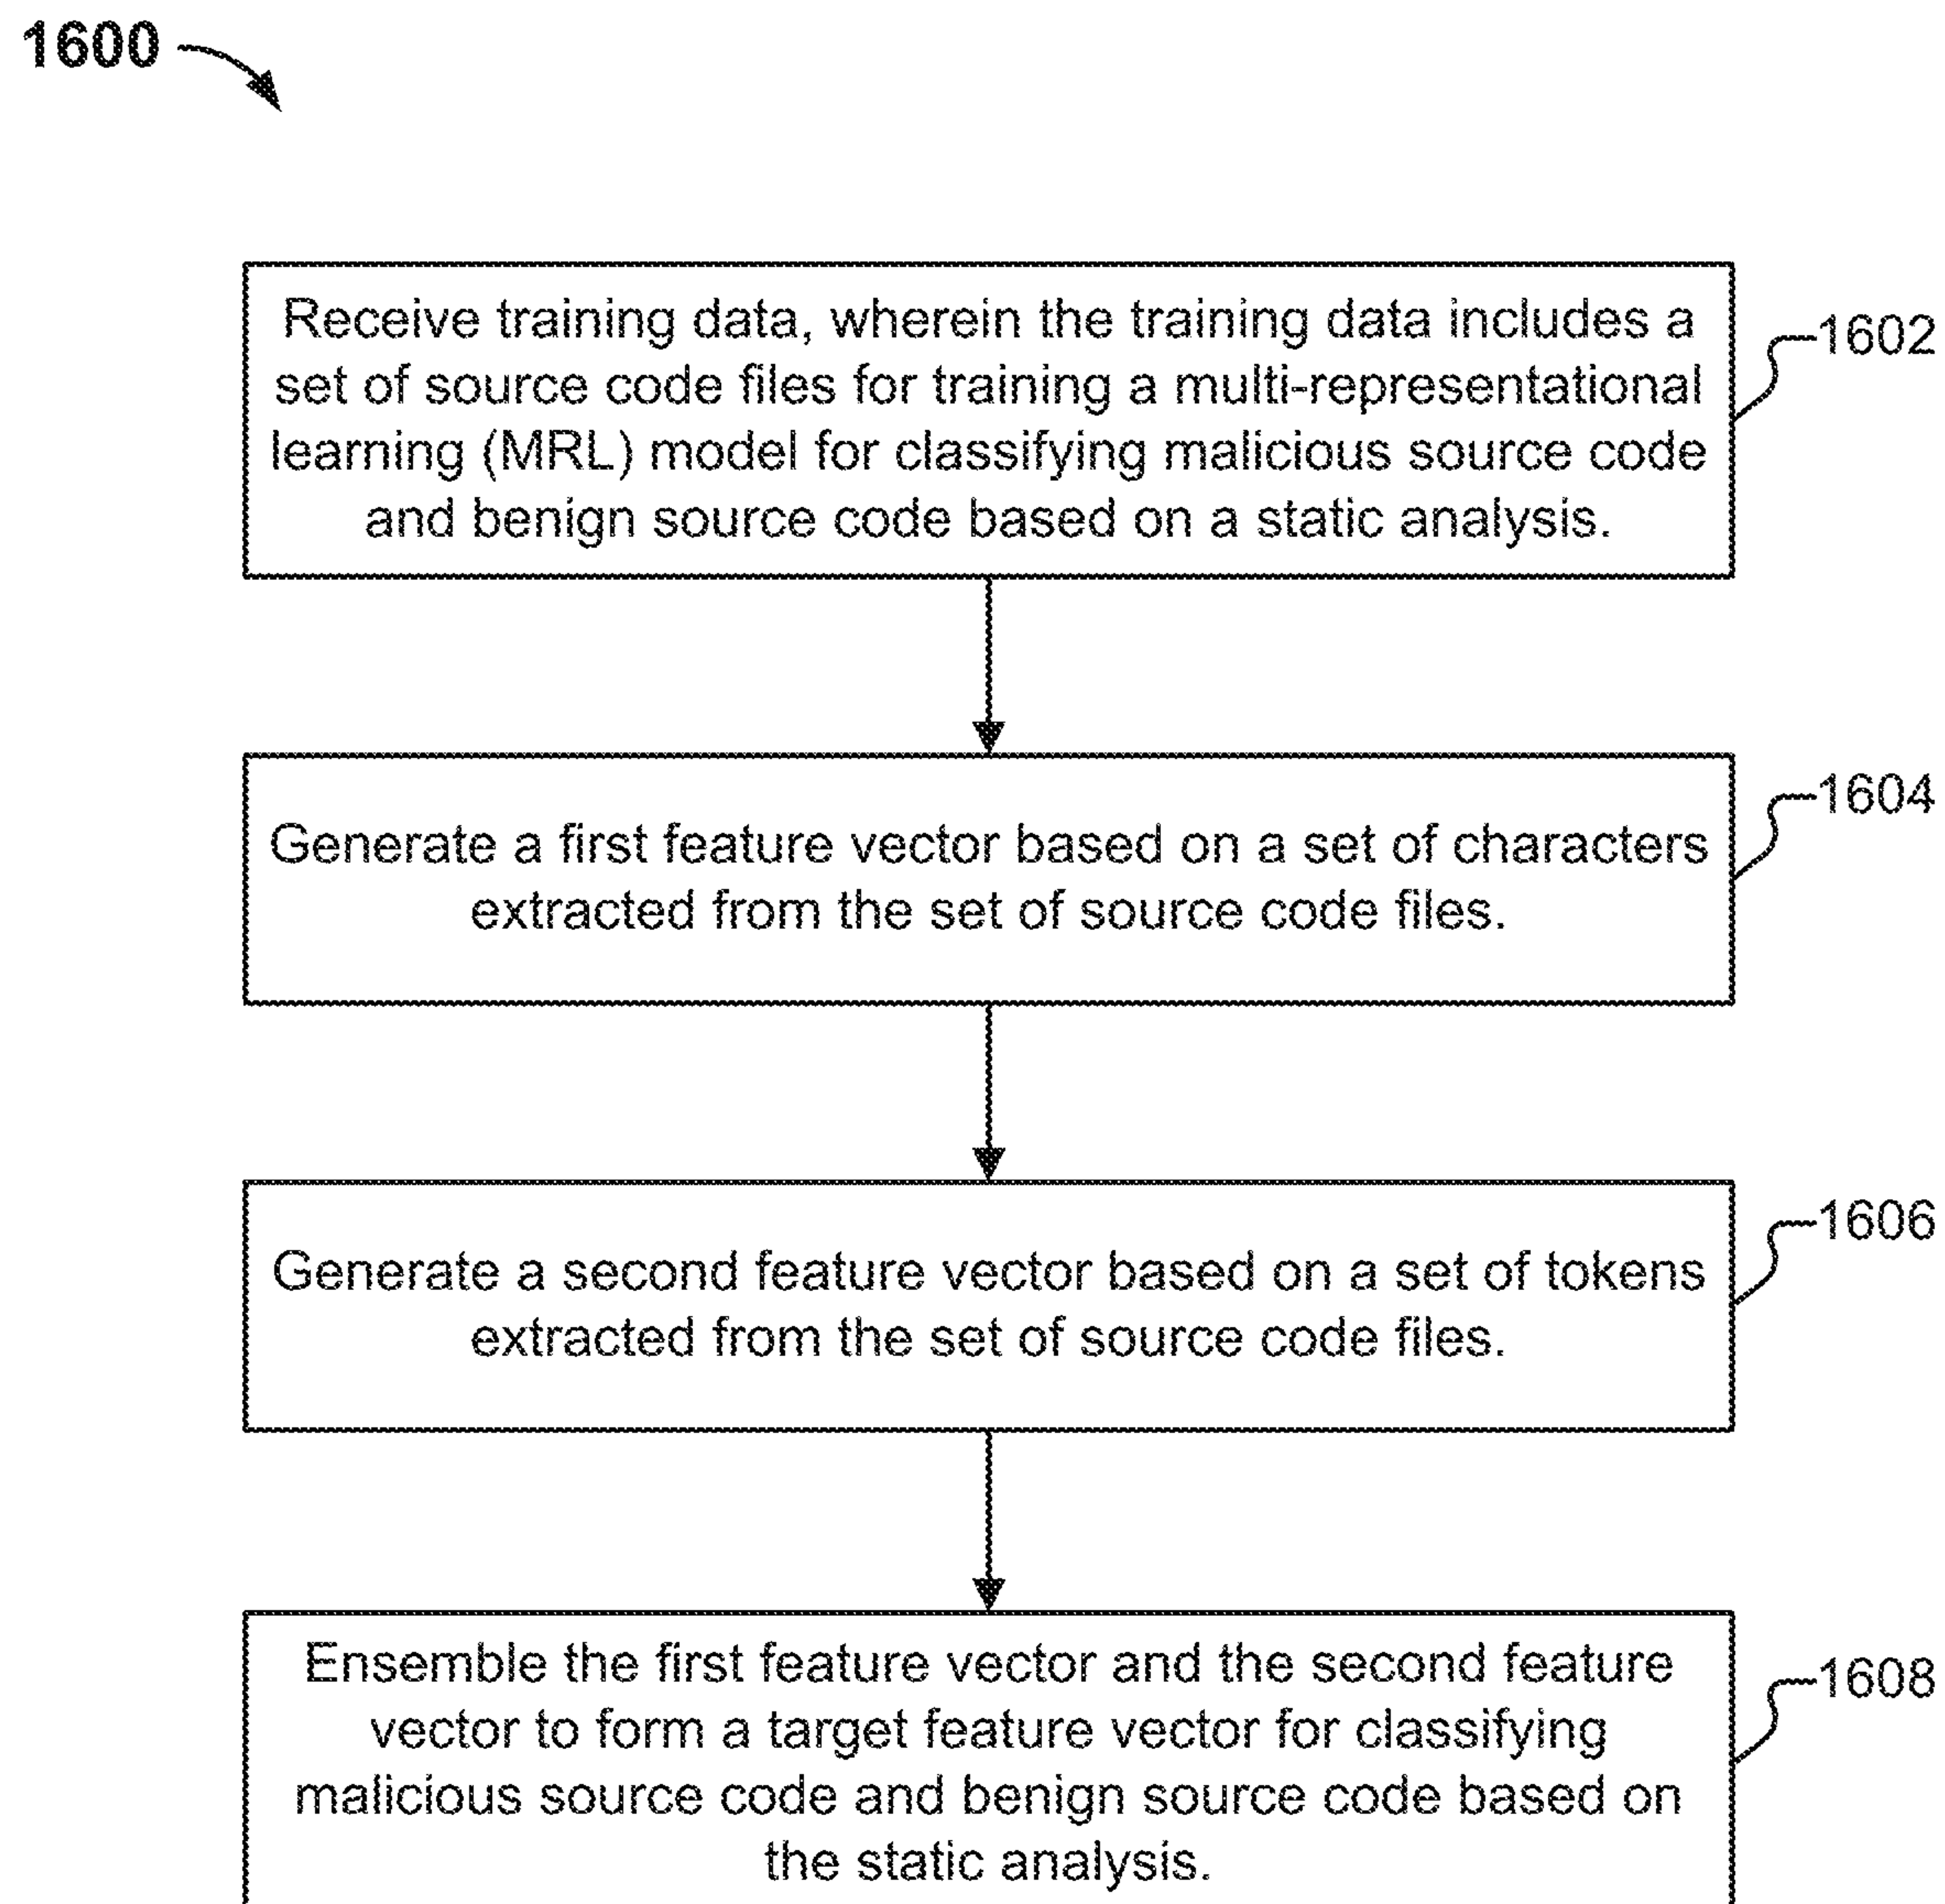 1600
Receive training data, wherein the training data includes a
set of source code files for training a multi-representational
learning (MRL) model for classifying malicious source code
and benign source code based on a static analysis.
1602
Generate a first feature vector based on a set of characters
extracted from the set of source code files.
1604
Generate a second feature vector based on a set of tokens
extracted from the set of source code files.
1606
Ensemble the first feature vector and the second feature
vector to form a target feature vector for classifying
malicious source code and benign source code based on
the static analysis.
1608